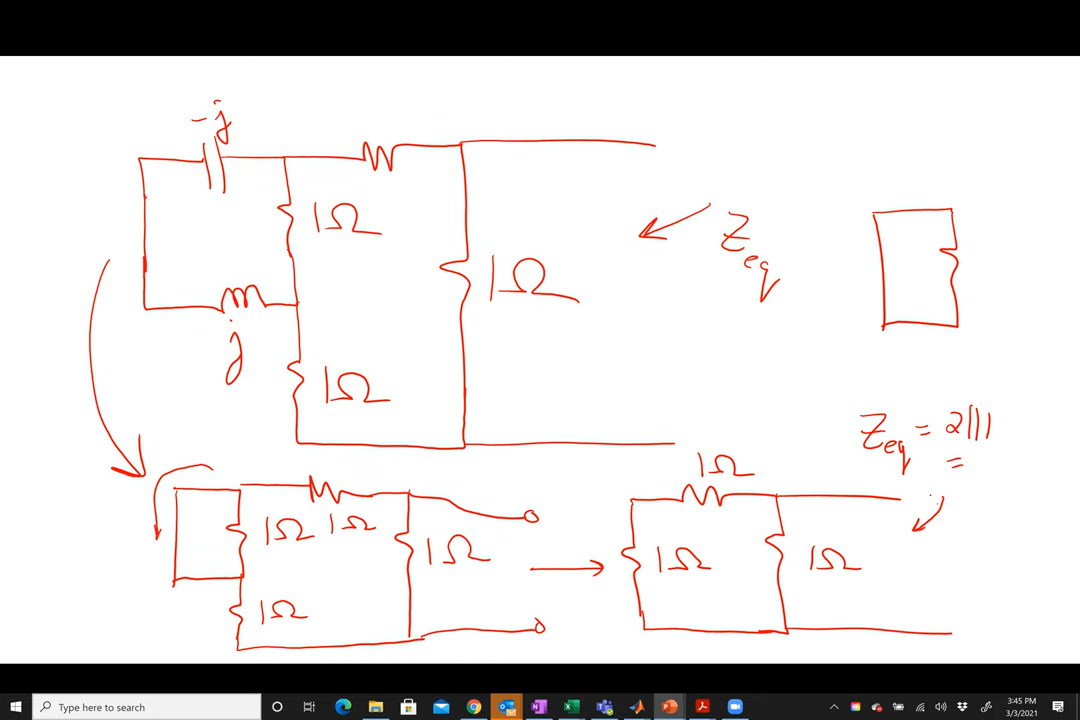 -j
1Ω
1Ω
Z
eq
j
1Ω
Zeq = 2||1
=
1Ω
1Ω 1Ω
1Ω
1Ω
1Ω
1Ω
Type here to search
3:45 PM
3/3/2021